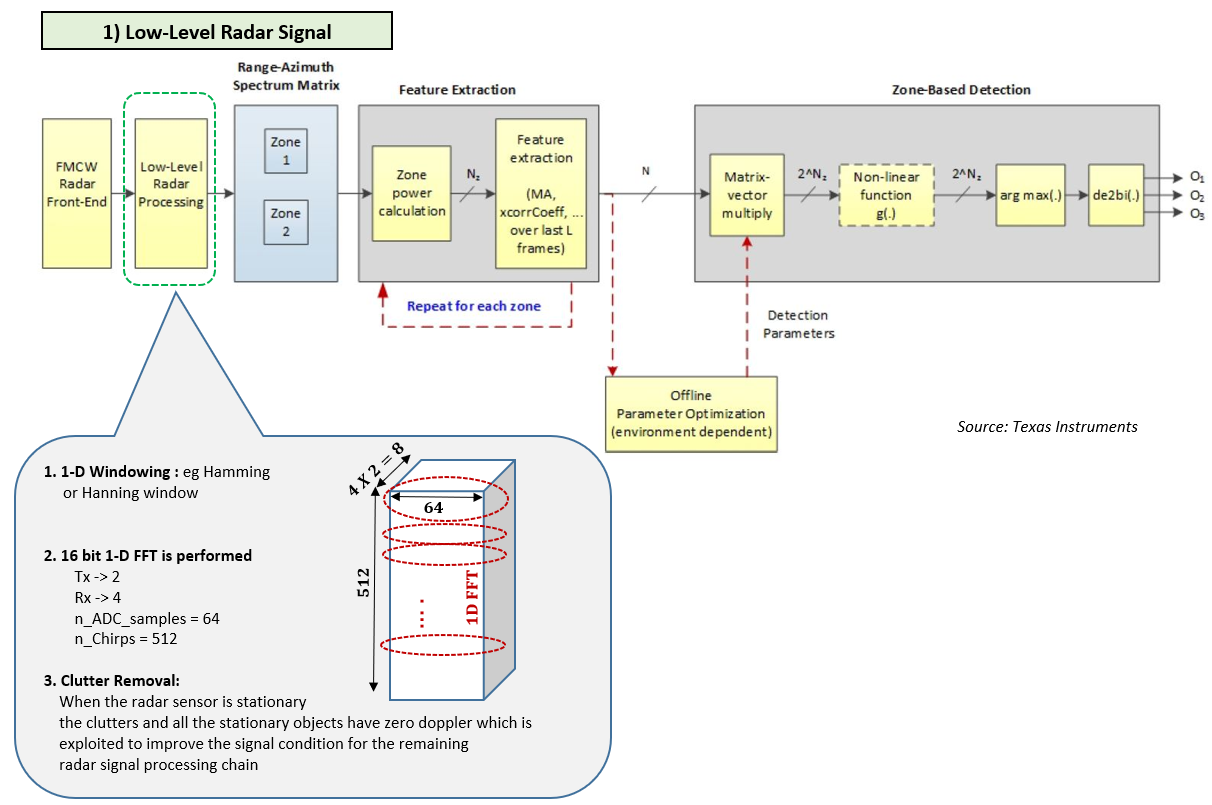 1) Low-Level Radar Signal
Range-Azimuth
Spectrum Matrix
Feature Extraction
Zone-Based Detection
FMCW
Radar
Front-End
Low-Level
Radar
Processing
Zone
1
Zone
2
Zone
power
calculation
Nz
Feature
extraction
(MA,
xcorrCoeff, ...
over last L
frames)
N
Matrix-
vector
multiply
2^Nz
Non-linear
function
g(.)
2^Nz
arg max(.)
de2bi(.)
O1
O2
O3
Repeat for each zone
Detection
Parameters
Offline
Parameter Optimization
(environment dependent)
Source: Texas Instruments
1. 1-D Windowing : eg Hamming
or Hanning window
2. 16 bit 1-D FFT is performed
Tx -> 2
Rx -> 4
n_ADC_samples = 64
n_Chirps = 512
3. Clutter Removal:
When the radar sensor is stationary
the clutters and all the stationary objects have zero doppler which is
exploited to improve the signal condition for the remaining
radar signal processing chain
4 X 2 = 8
64
512
1D FFT